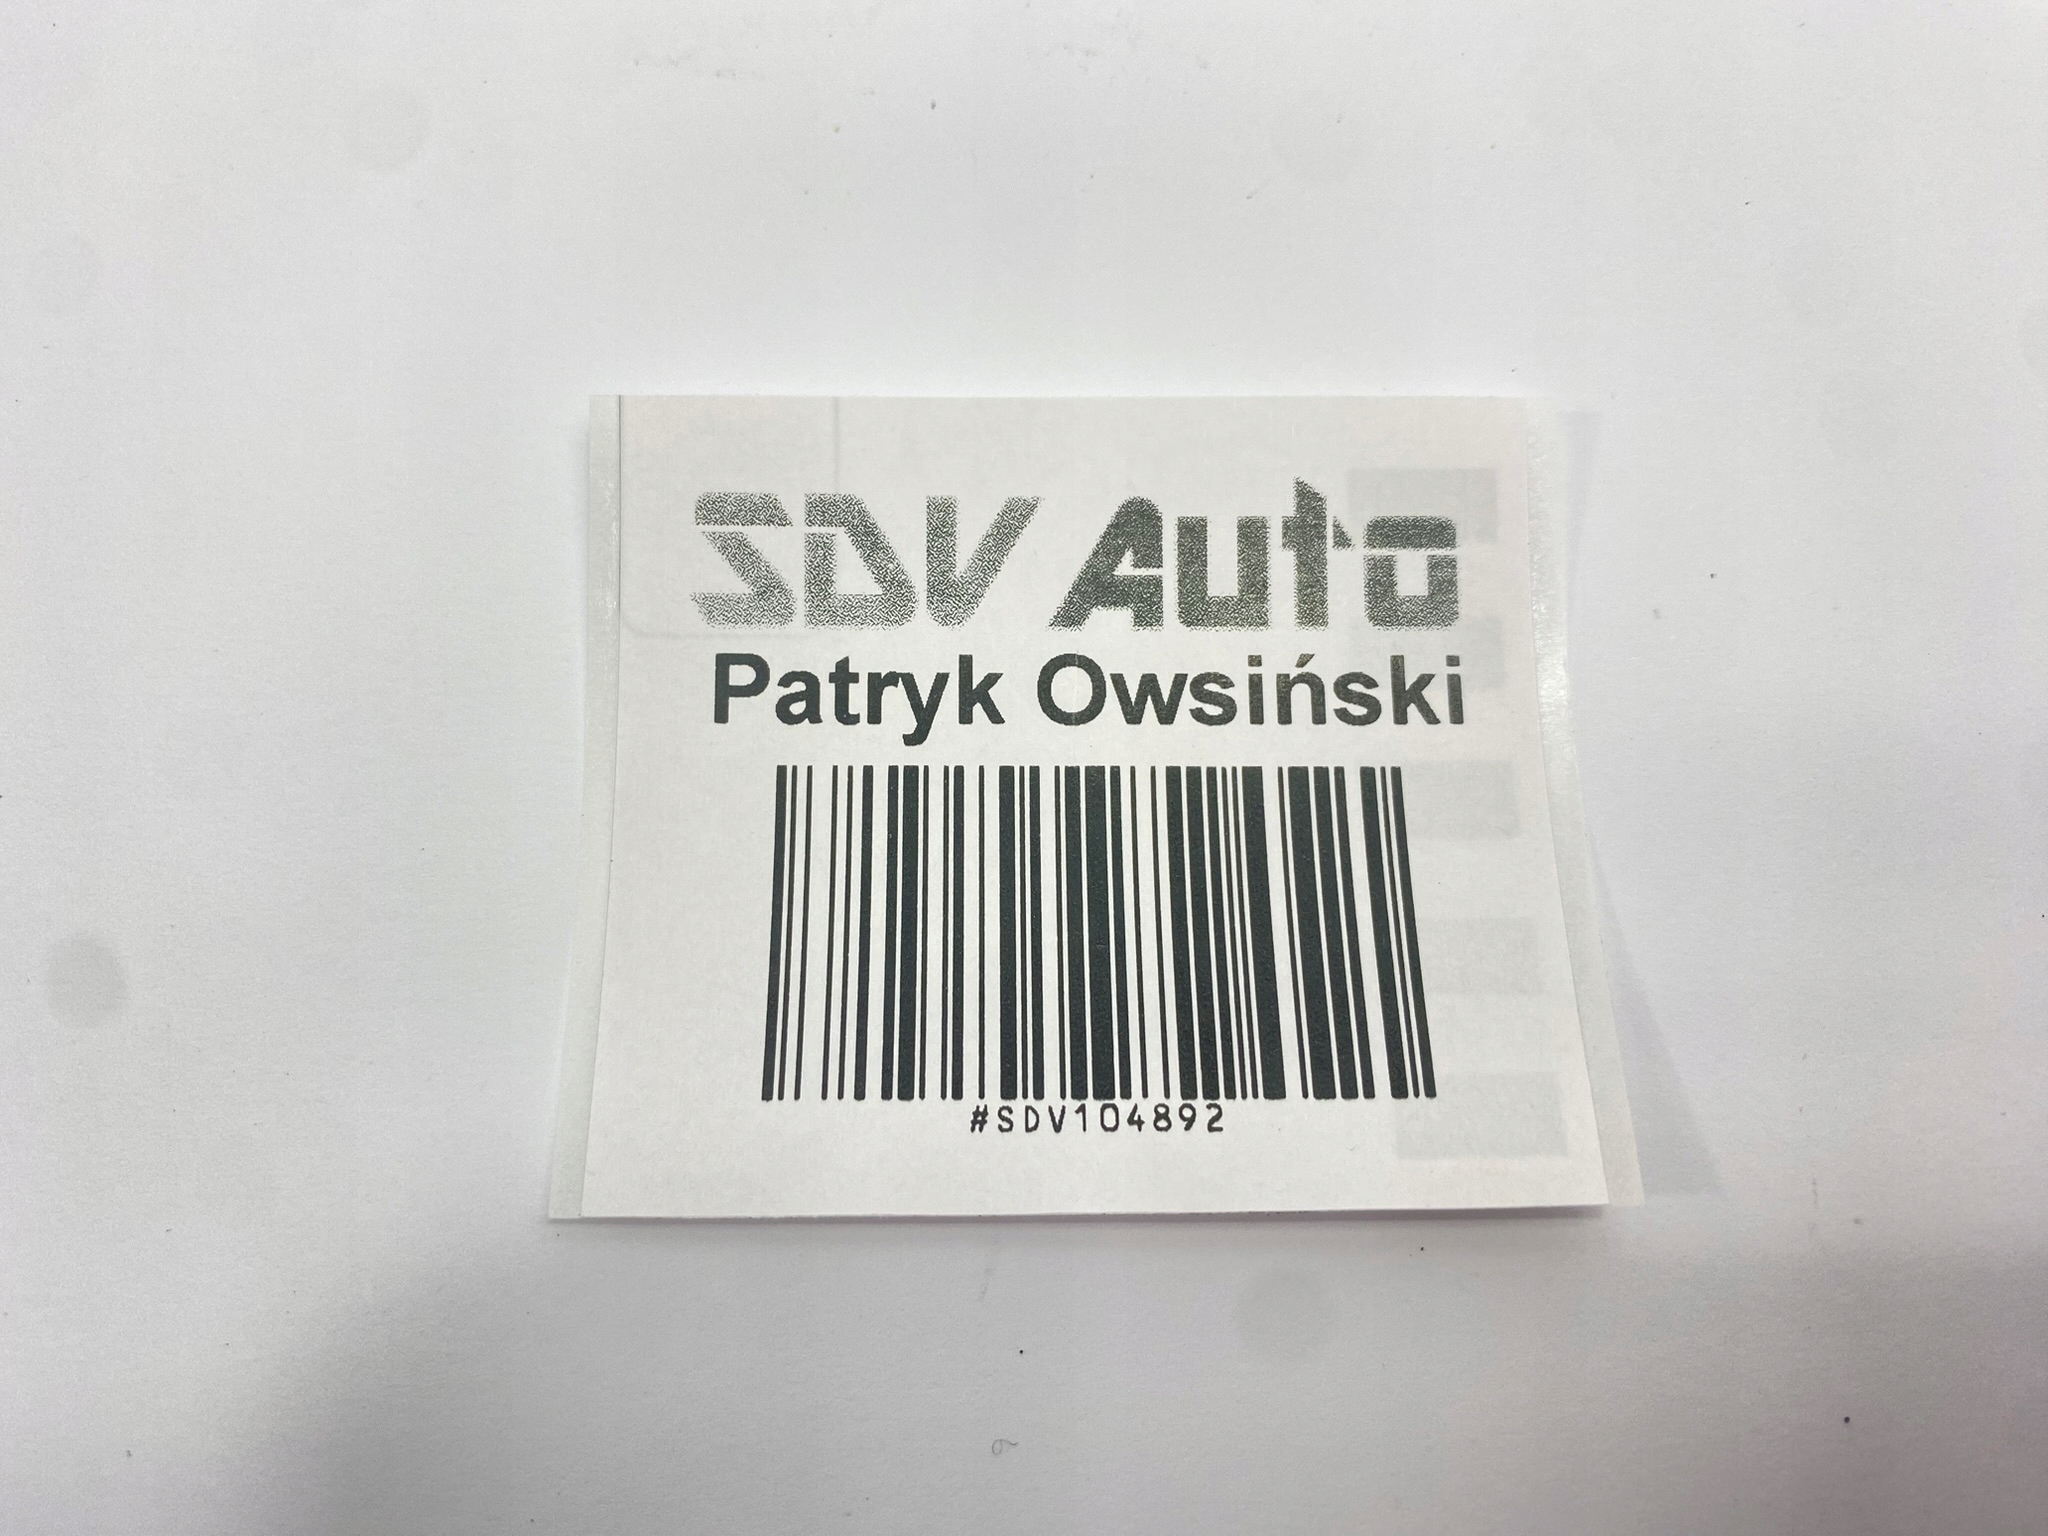 SDV Auto
Patryk Owsiński
#SDV104892